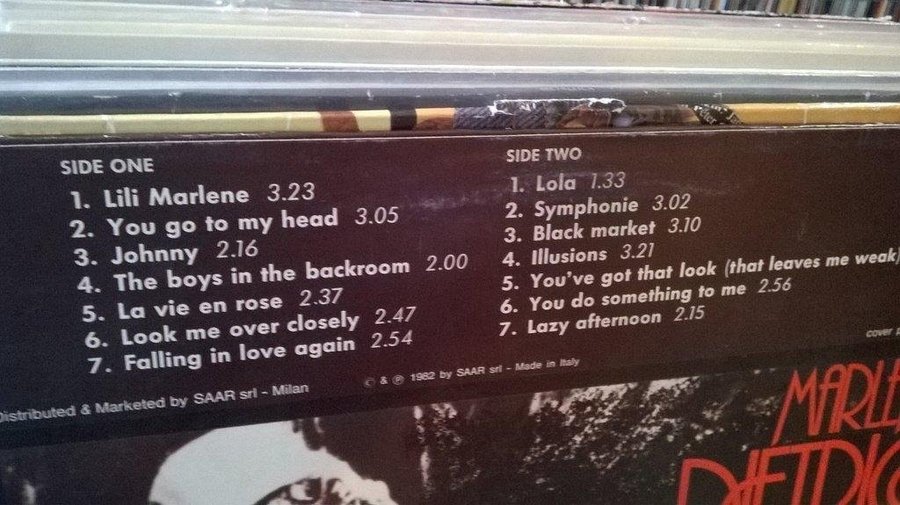 SIDE ONE
1. Lili Marlene 3.23
2. You go to my head 3.05
3. Johnny 2.16
4. The boys in the backroom 2.00
5. La vie en rose 2.37
6. Look me over closely 2.47
7. Falling in love again 2.54
SIDE TWO
1. Lola 1.33
2. Symphonie 3.02
3. Black market 3.10
4. Illusions 3.21
5. You've got that look (that leaves me weak)
6. You do something to me 2.56
7. Lazy afternoon 2.15
cover p
Distributed & Marketed by SAAR srl - Milan
© & ℗ 1982 by SAAR srl - Made in Italy
MARLE
DIETRIC